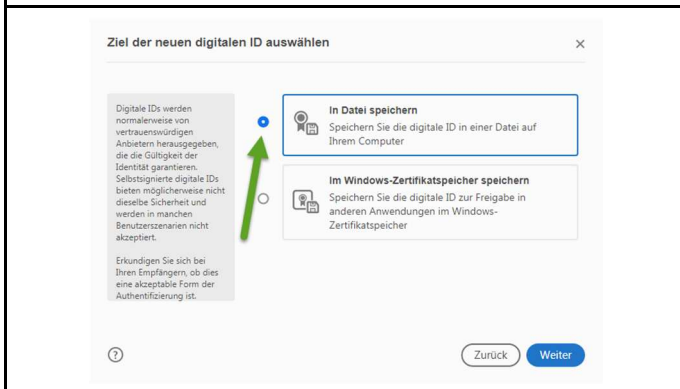 Ziel der neuen digitalen ID auswählen
Digitale IDs werden
normalerweise von
vertrauenswürdigen
Anbietern herausgegeben,
die die Gültigkeit der
Identität garantieren.
Selbstsignierte digitale IDs
bieten möglicherweise nicht
dieselbe Sicherheit und
werden in manchen
Benutzerszenarien nicht
akzeptiert.
Erkundigen Sie sich bei
Ihren Empfängern, ob dies
eine akzeptable Form der
Authentifizierung ist.
In Datei speichern
Speichern Sie die digitale ID in einer Datei auf
Ihrem Computer
Im Windows-Zertifikatspeicher speichern
Speichern Sie die digitale ID zur Freigabe in
anderen Anwendungen im Windows-
Zertifikatspeicher
?
Zurück
Weiter